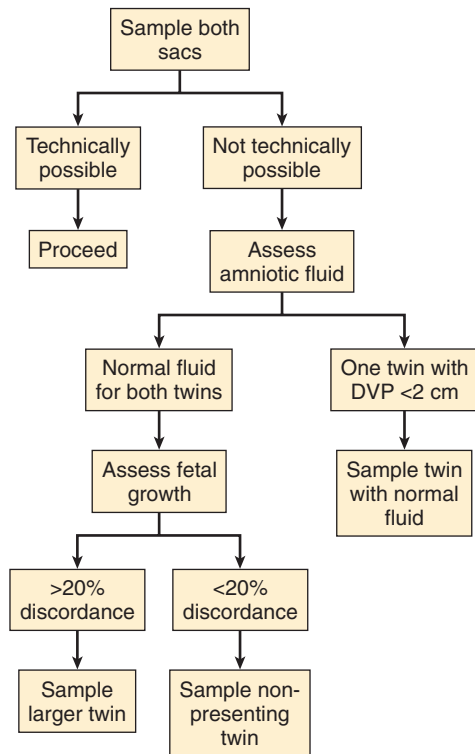 Sample both
sacs
Technically
possible
Not technically
possible
Proceed
Assess
amniotic fluid
Normal fluid
for both twins
One twin with
DVP <2 cm
Assess fetal
growth
Sample twin
with normal
fluid
>20%
discordance
<20%
discordance
Sample
larger twin
Sample non-
presenting
twin